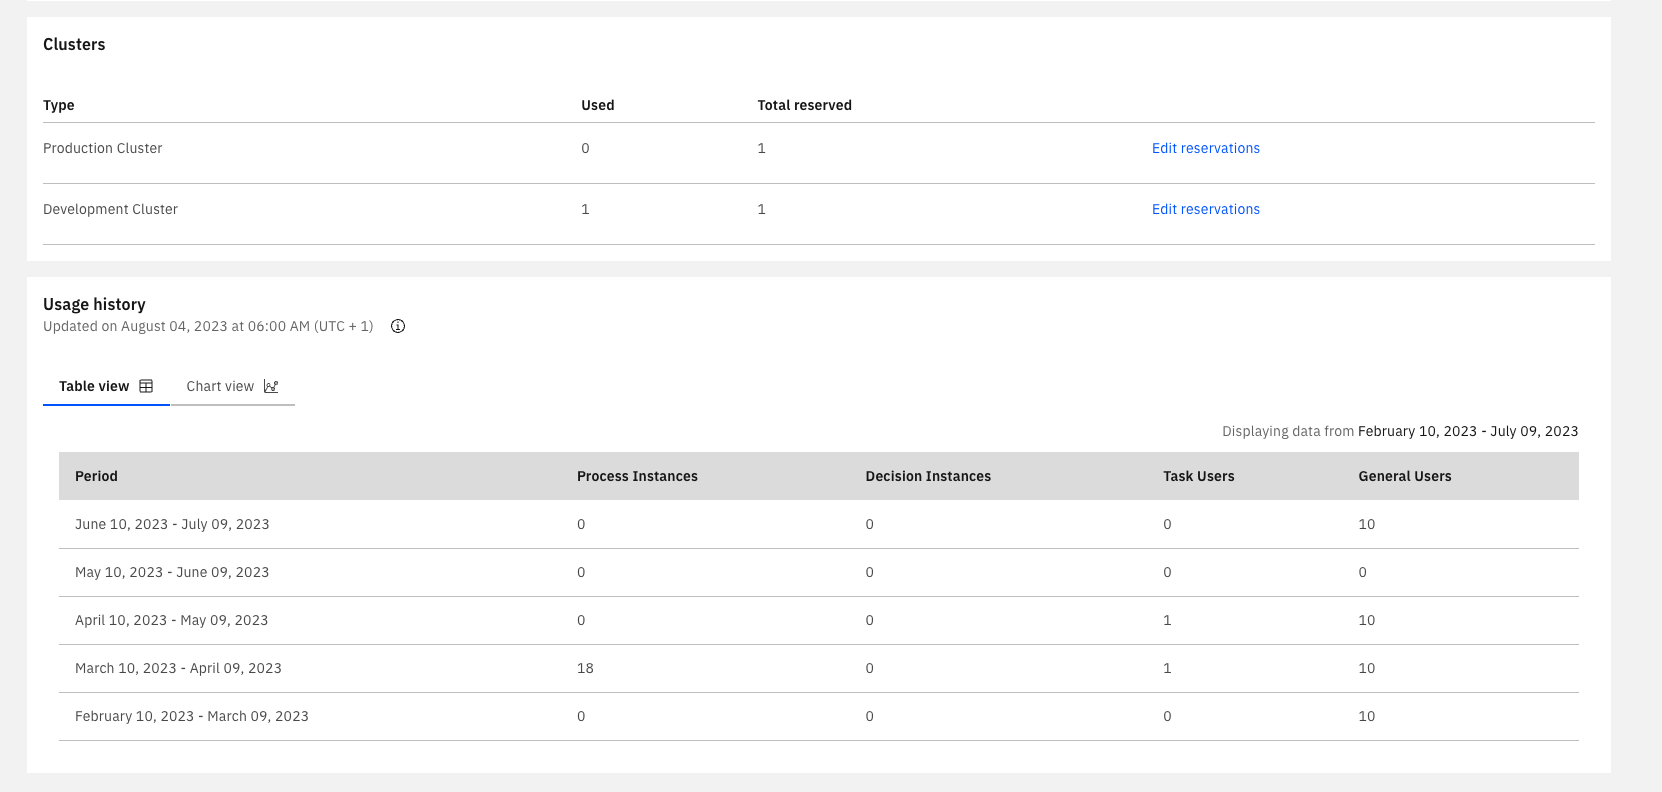 Clusters
Type Used Total reserved
Production Cluster 0 1 Edit reservations
Development Cluster 1 1 Edit reservations
Usage history
Updated on August 04, 2023 at 06:00 AM (UTC + 1)
Table view Chart view
Displaying data from February 10, 2023 - July 09, 2023
Period Process Instances Decision Instances Task Users General Users
June 10, 2023 - July 09, 2023 0 0 0 10
May 10, 2023 - June 09, 2023 0 0 0 0
April 10, 2023 - May 09, 2023 0 0 1 10
March 10, 2023 - April 09, 2023 18 0 1 10
February 10, 2023 - March 09, 2023 0 0 0 10